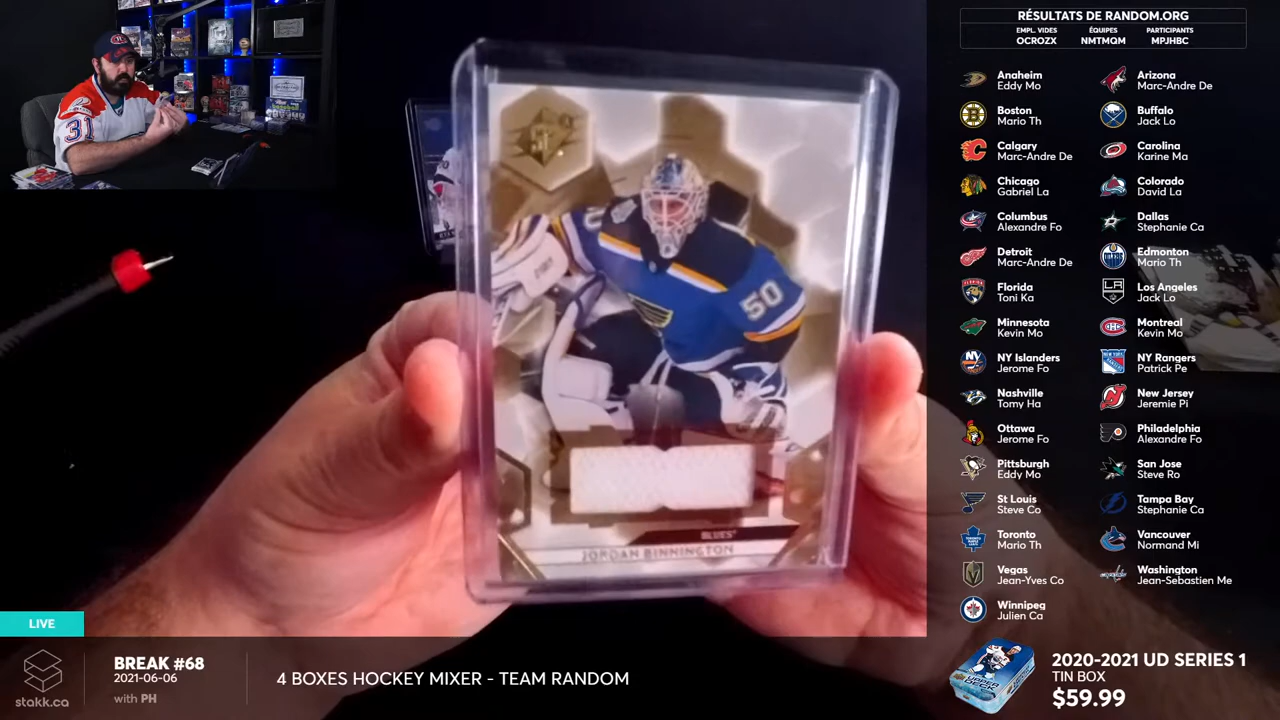 RÉSULTATS DE RANDOM.ORG
EMPL. VIDES ÉQUIPES PARTICIPANTS
OCROZX NMTMQM MPJHBC
Anaheim
Eddy Mo
Arizona
Marc-Andre De
Boston
Mario Th
Buffalo
Jack Lo
Calgary
Marc-Andre De
Carolina
Karine Ma
Chicago
Gabriel La
Colorado
David La
Columbus
Alexandre Fo
Dallas
Stephanie Ca
Detroit
Marc-Andre De
Edmonton
Mario Th
Florida
Toni Ka
Los Angeles
Jack Lo
Minnesota
Kevin Mo
Montreal
Kevin Mo
NY Islanders
Jerome Fo
NY Rangers
Patrick Pe
Nashville
Tomy Ha
New Jersey
Jeremie Pi
Ottawa
Jerome Fo
Philadelphia
Alexandre Fo
Pittsburgh
Eddy Mo
San Jose
Steve Ro
St Louis
Steve Co
Tampa Bay
Stephanie Ca
Toronto
Mario Th
Vancouver
Normand Mi
Vegas
Jean-Yves Co
Washington
Jean-Sebastien Me
Winnipeg
Julien Ca
31
50
BLUES
JORDAN BINNINGTON
LIVE
stakk.ca
BREAK #68
2021-06-06
with PH
4 BOXES HOCKEY MIXER - TEAM RANDOM
2020-2021 UD SERIES 1
TIN BOX
$59.99